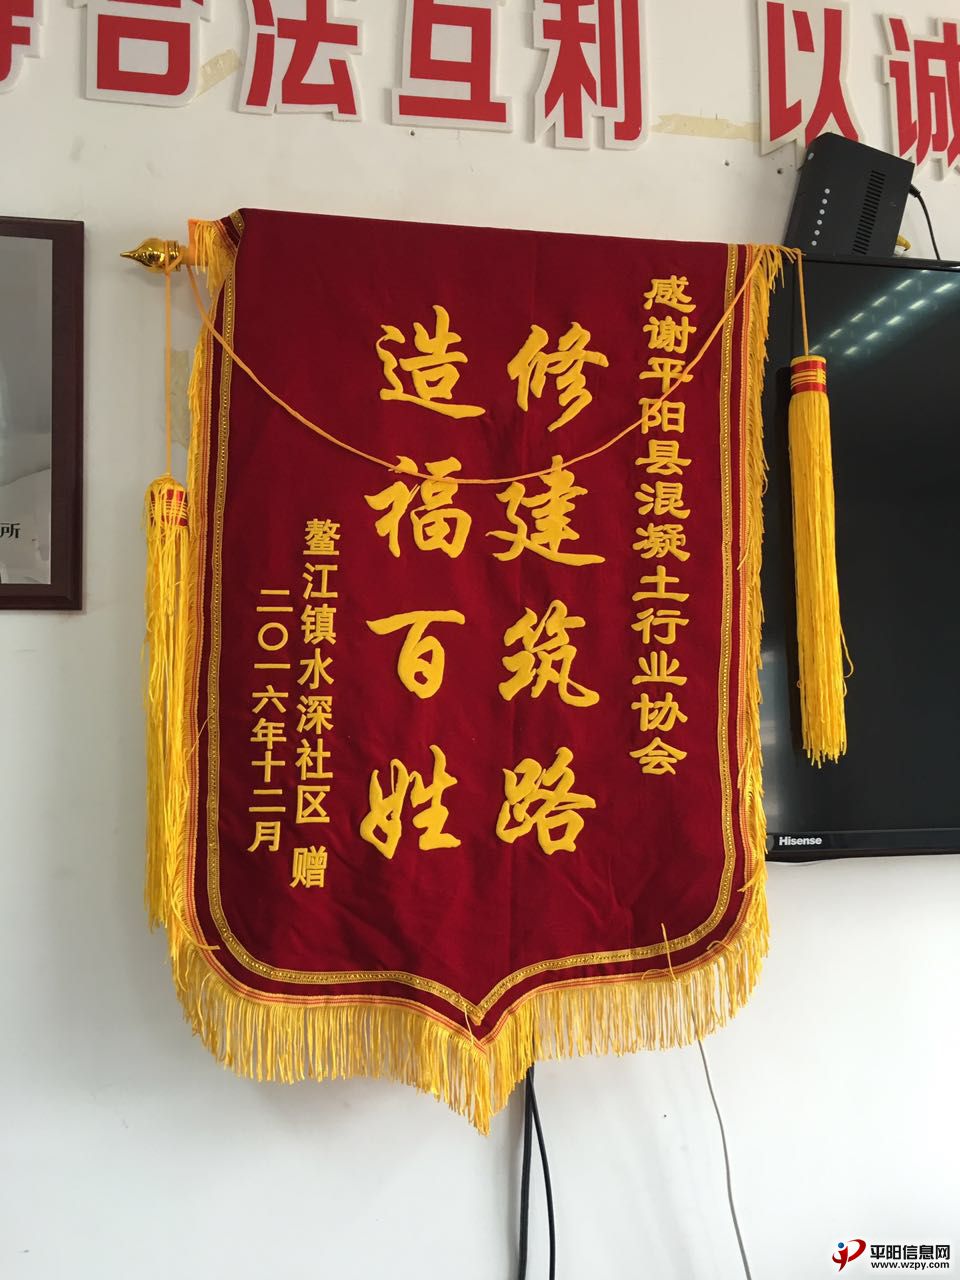 合法互利 以诚
感谢平阳县混凝土行业协会
修建筑路
造福百姓
鳌江镇水深社区 赠
二〇一六年十二月
所
Hisense
平阳信息网
www.wzpy.com